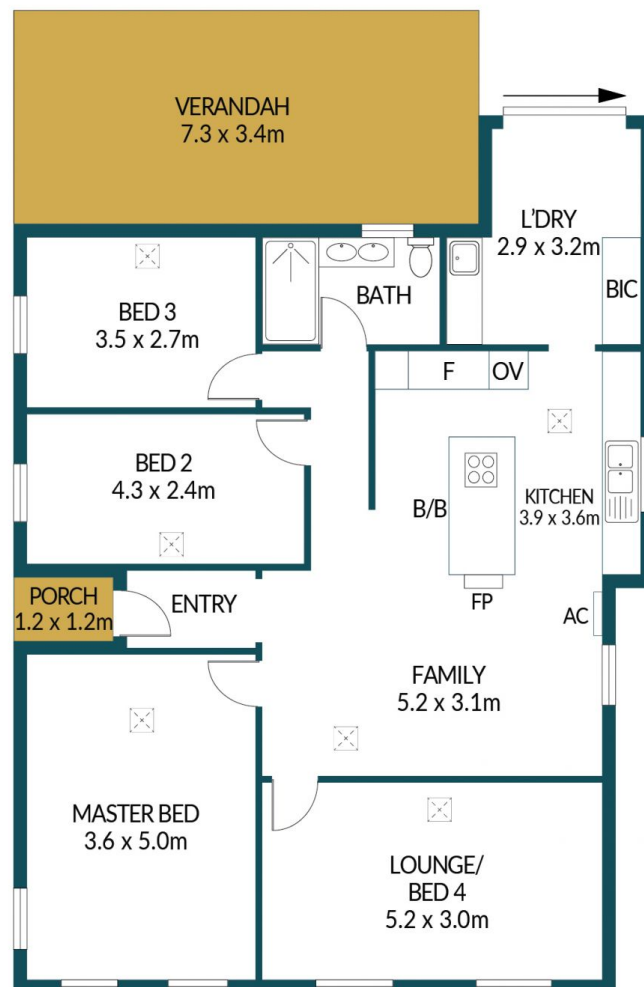 VERANDAH
7.3 x 3.4m
L'DRY
2.9 x 3.2m
BIC
BED 3
3.5 x 2.7m
BATH
F
OV
BED 2
4.3 x 2.4m
B/B
KITCHEN
3.9 x 3.6m
PORCH
1.2 x 1.2m
ENTRY
FP
AC
FAMILY
5.2 x 3.1m
MASTER BED
3.6 x 5.0m
LOUNGE/
BED 4
5.2 x 3.0m